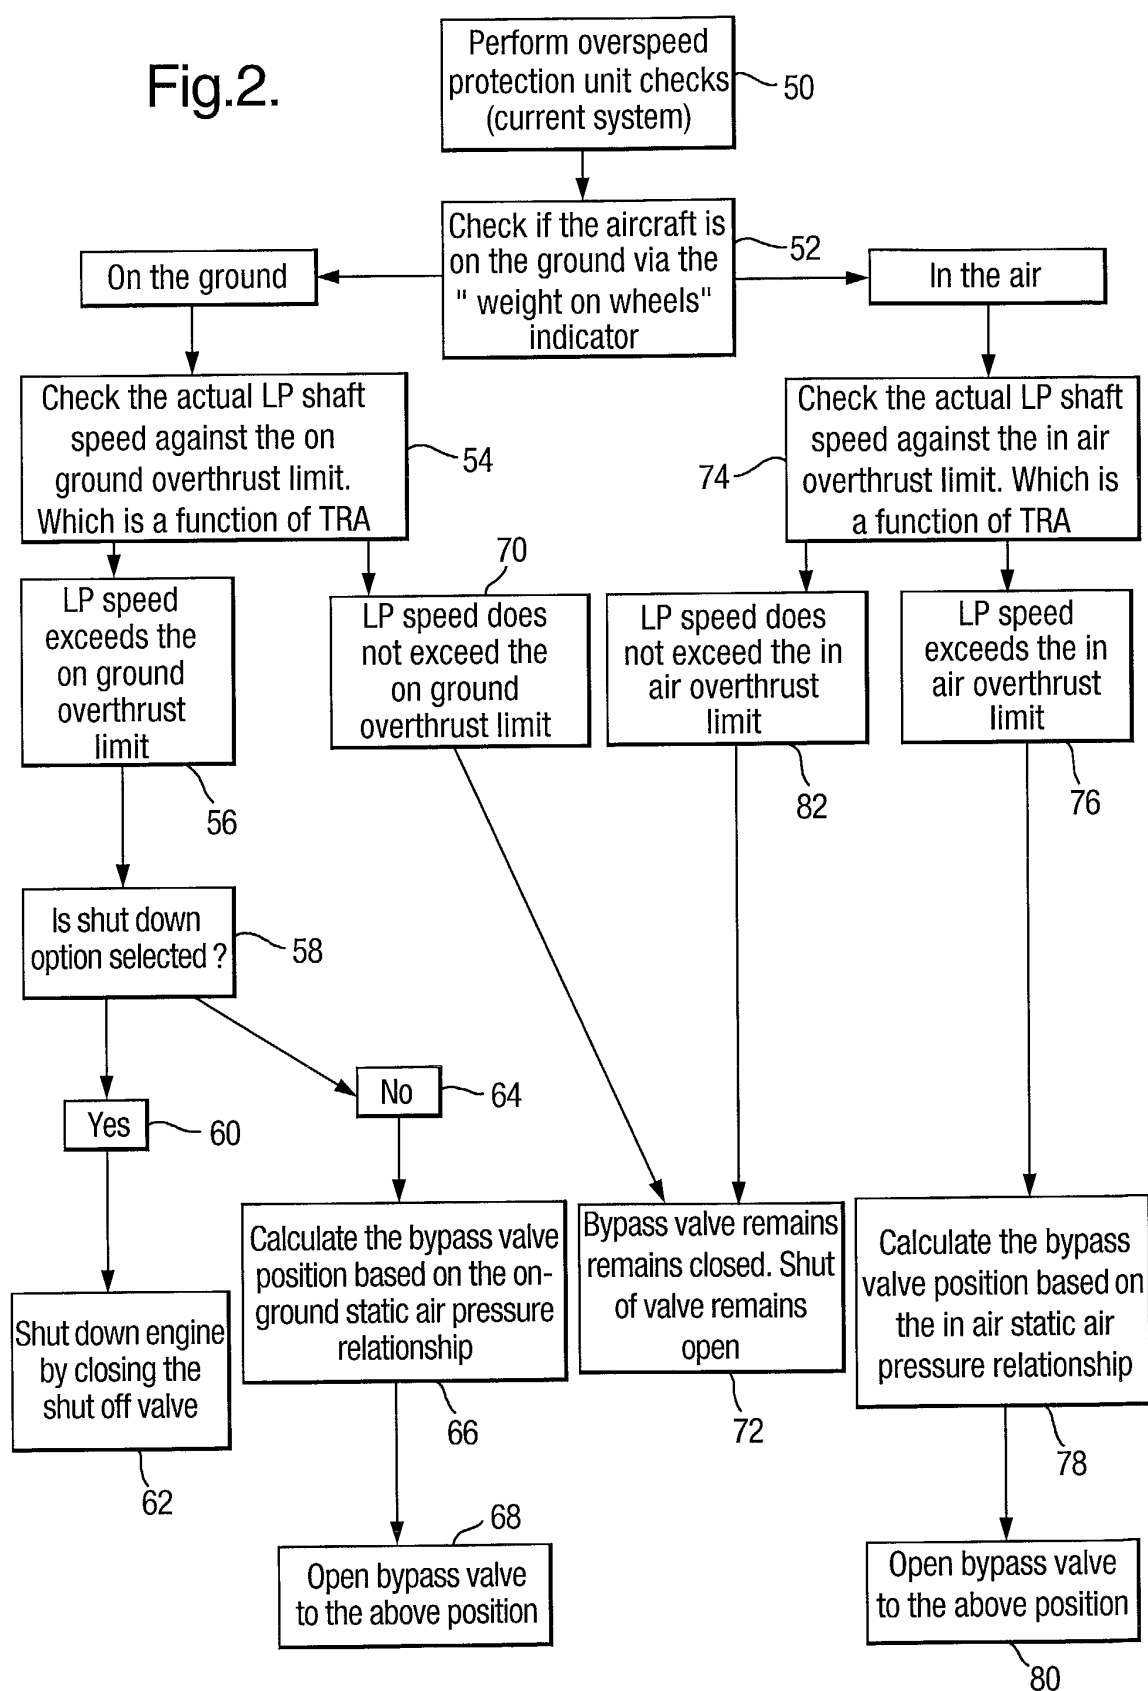 Fig.2.
Perform overspeed
protection unit checks
(current system)
50
Check if the aircraft is
on the ground via the
" weight on wheels"
indicator
52
On the ground
In the air
Check the actual LP shaft
speed against the on
ground overthrust limit.
Which is a function of TRA
54
Check the actual LP shaft
speed against the in air
overthrust limit. Which is
a function of TRA
74
LP speed
exceeds the
on ground
overthrust
limit
56
70
LP speed does
not exceed the
on ground
overthrust limit
LP speed does
not exceed the in
air overthrust
limit
82
LP speed
exceeds the in
air overthrust
limit
76
Is shut down
option selected ?
58
Yes
60
No
64
Shut down engine
by closing the
shut off valve
62
Calculate the bypass valve
position based on the on-
ground static air pressure
relationship
66
Bypass valve remains
remains closed. Shut
of valve remains
open
72
Calculate the bypass
valve position based on
the in air static air
pressure relationship
78
68
Open bypass valve
to the above position
Open bypass valve
to the above position
80